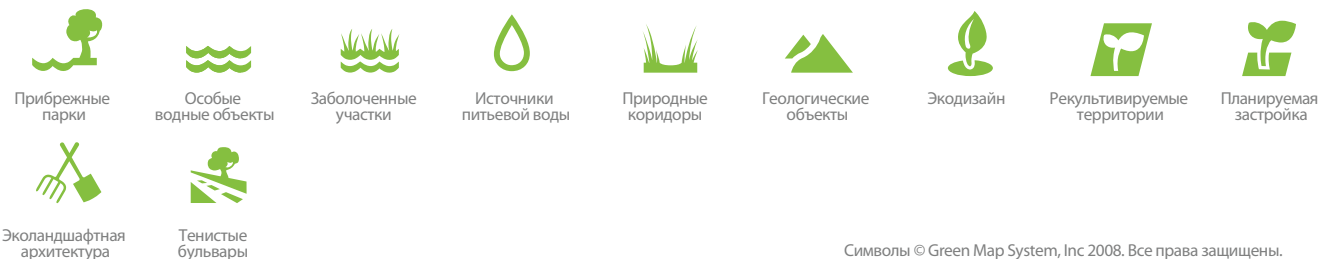 Прибрежные
парки
Особые
водные объекты
Заболоченные
участки
Источники
питьевой воды
Природные
коридоры
Геологические
объекты
Экодизайн
Рекультивируемые
территории
Планируемая
застройка
Эколандшафтная
архитектура
Тенистые
бульвары
Символы © Green Map System, Inc 2008. Все права защищены.